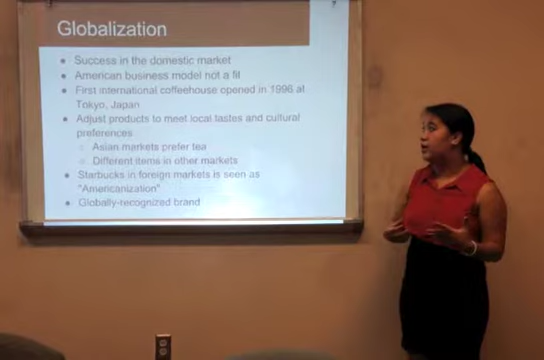 Globalization
Success in the domestic market
American business model not a fit
First international coffeehouse opened in 1996 at
Tokyo, Japan
Adjust products to meet local tastes and cultural
preferences
Asian markets prefer tea
Different items in other markets
Starbucks in foreign markets is seen as
"Americanization"
Globally-recognized brand